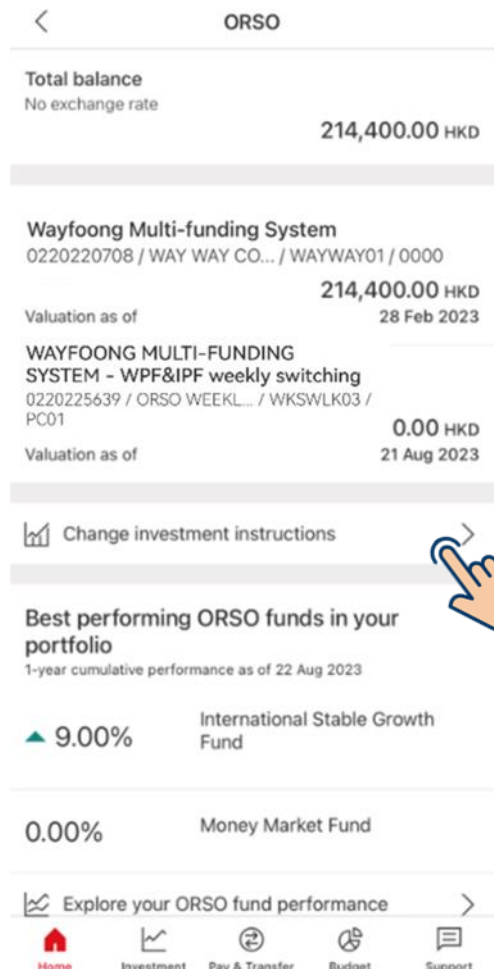 ORSO
Total balance
No exchange rate
214,400.00 HKD
Wayfoong Multi-funding System
0220220708 / WAY WAY CO... / WAYWAY01 / 0000
214,400.00 HKD
Valuation as of 28 Feb 2023
WAYFOONG MULTI-FUNDING
SYSTEM - WPF&IPF weekly switching
0220225639 / ORSO WEEKL... / WKSWLK03 /
PC01
0.00 HKD
Valuation as of 21 Aug 2023
Change investment instructions
Best performing ORSO funds in your
portfolio
1-year cumulative performance as of 22 Aug 2023
9.00% International Stable Growth
Fund
0.00% Money Market Fund
Explore your ORSO fund performance
Home Investment Pay & Transfer Budget Support